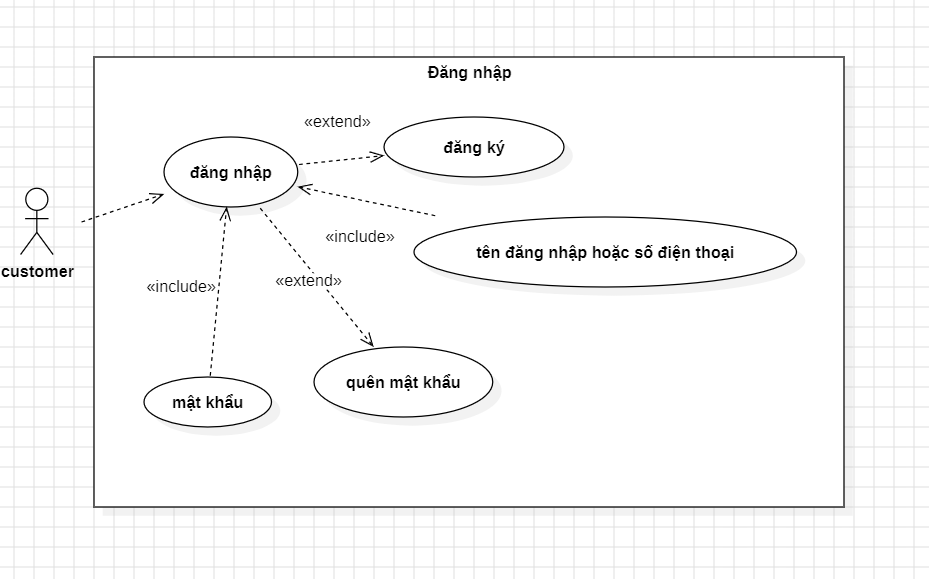 Đăng nhập
«extend»
đăng ký
đăng nhập
«include»
tên đăng nhập hoặc số điện thoại
customer
«include»
«extend»
quên mật khẩu
mật khẩu